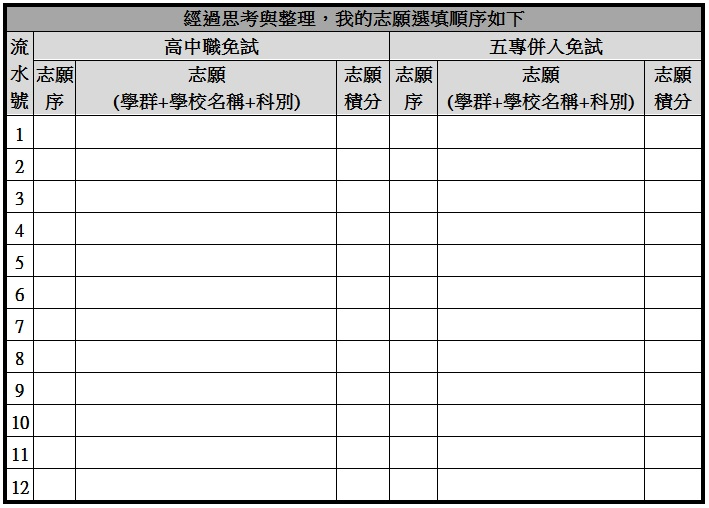 經過思考與整理，我的志願選填順序如下
流水號
高中職免試
五專併入免試
志願序
志願
(學群+學校名稱+科別)
志願積分
志願序
志願
(學群+學校名稱+科別)
志願積分
1
2
3
4
5
6
7
8
9
10
11
12